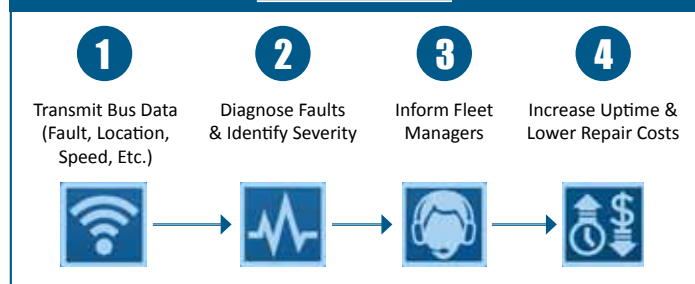 1
Transmit Bus Data
(Fault, Location,
Speed, Etc.)
2
Diagnose Faults
& Identify Severity
3
Inform Fleet
Managers
4
Increase Uptime &
Lower Repair Costs
$